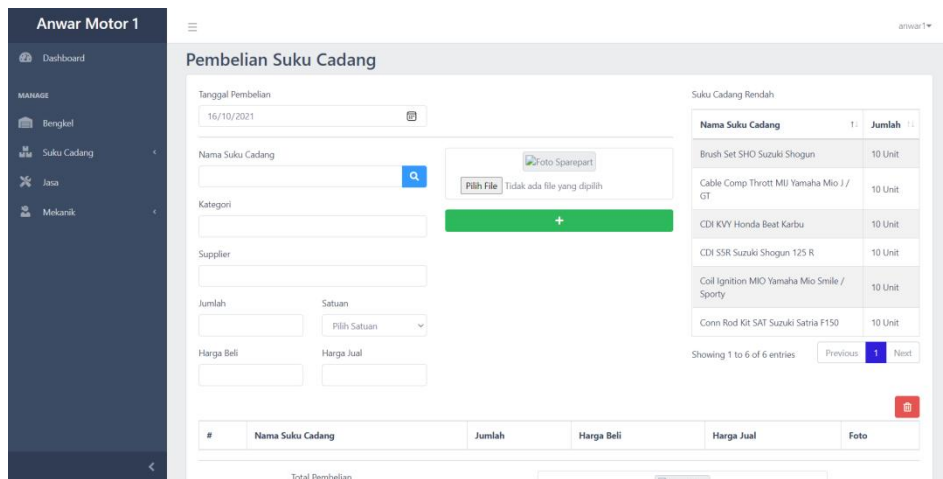 Anwar Motor 1
anwar1
Dashboard
MANAGE
Bengkel
Suku Cadang
Jasa
Mekanik
Pembelian Suku Cadang
Tanggal Pembelian
16/10/2021
Nama Suku Cadang
Kategori
Supplier
Jumlah
Satuan
Pilih Satuan
Harga Beli
Harga Jual
Foto Sparepart
Pilih File Tidak ada file yang dipilih
+
Suku Cadang Rendah
Nama Suku Cadang Jumlah
Brush Set SHO Suzuki Shogun 10 Unit
Cable Comp Thrott MIJ Yamaha Mio J /
GT 10 Unit
CDI KVY Honda Beat Karbu 10 Unit
CDI S5R Suzuki Shogun 125 R 10 Unit
Coil Ignition MIO Yamaha Mio Smile /
Sporty 10 Unit
Conn Rod Kit SAT Suzuki Satria F150 10 Unit
Showing 1 to 6 of 6 entries Previous 1 Next
# Nama Suku Cadang Jumlah Harga Beli Harga Jual Foto
Total Pembelian